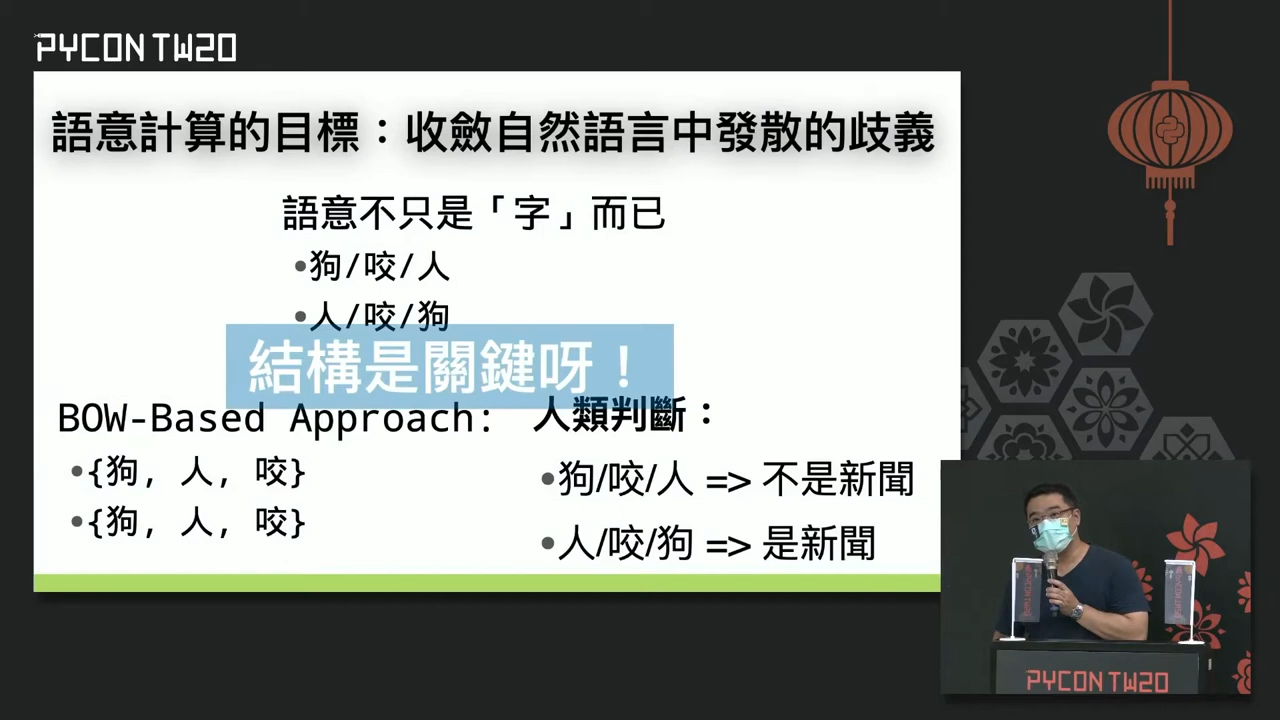 PYCON TW20
語意計算的目標：收斂自然語言中發散的歧義
語意不只是「字」而已
•狗/咬/人
•人/咬/狗
結構是關鍵呀！
BOW-Based Approach:
•{狗, 人, 咬}
•{狗, 人, 咬}
人類判斷：
•狗/咬/人 => 不是新聞
•人/咬/狗 => 是新聞
PYCON TW20